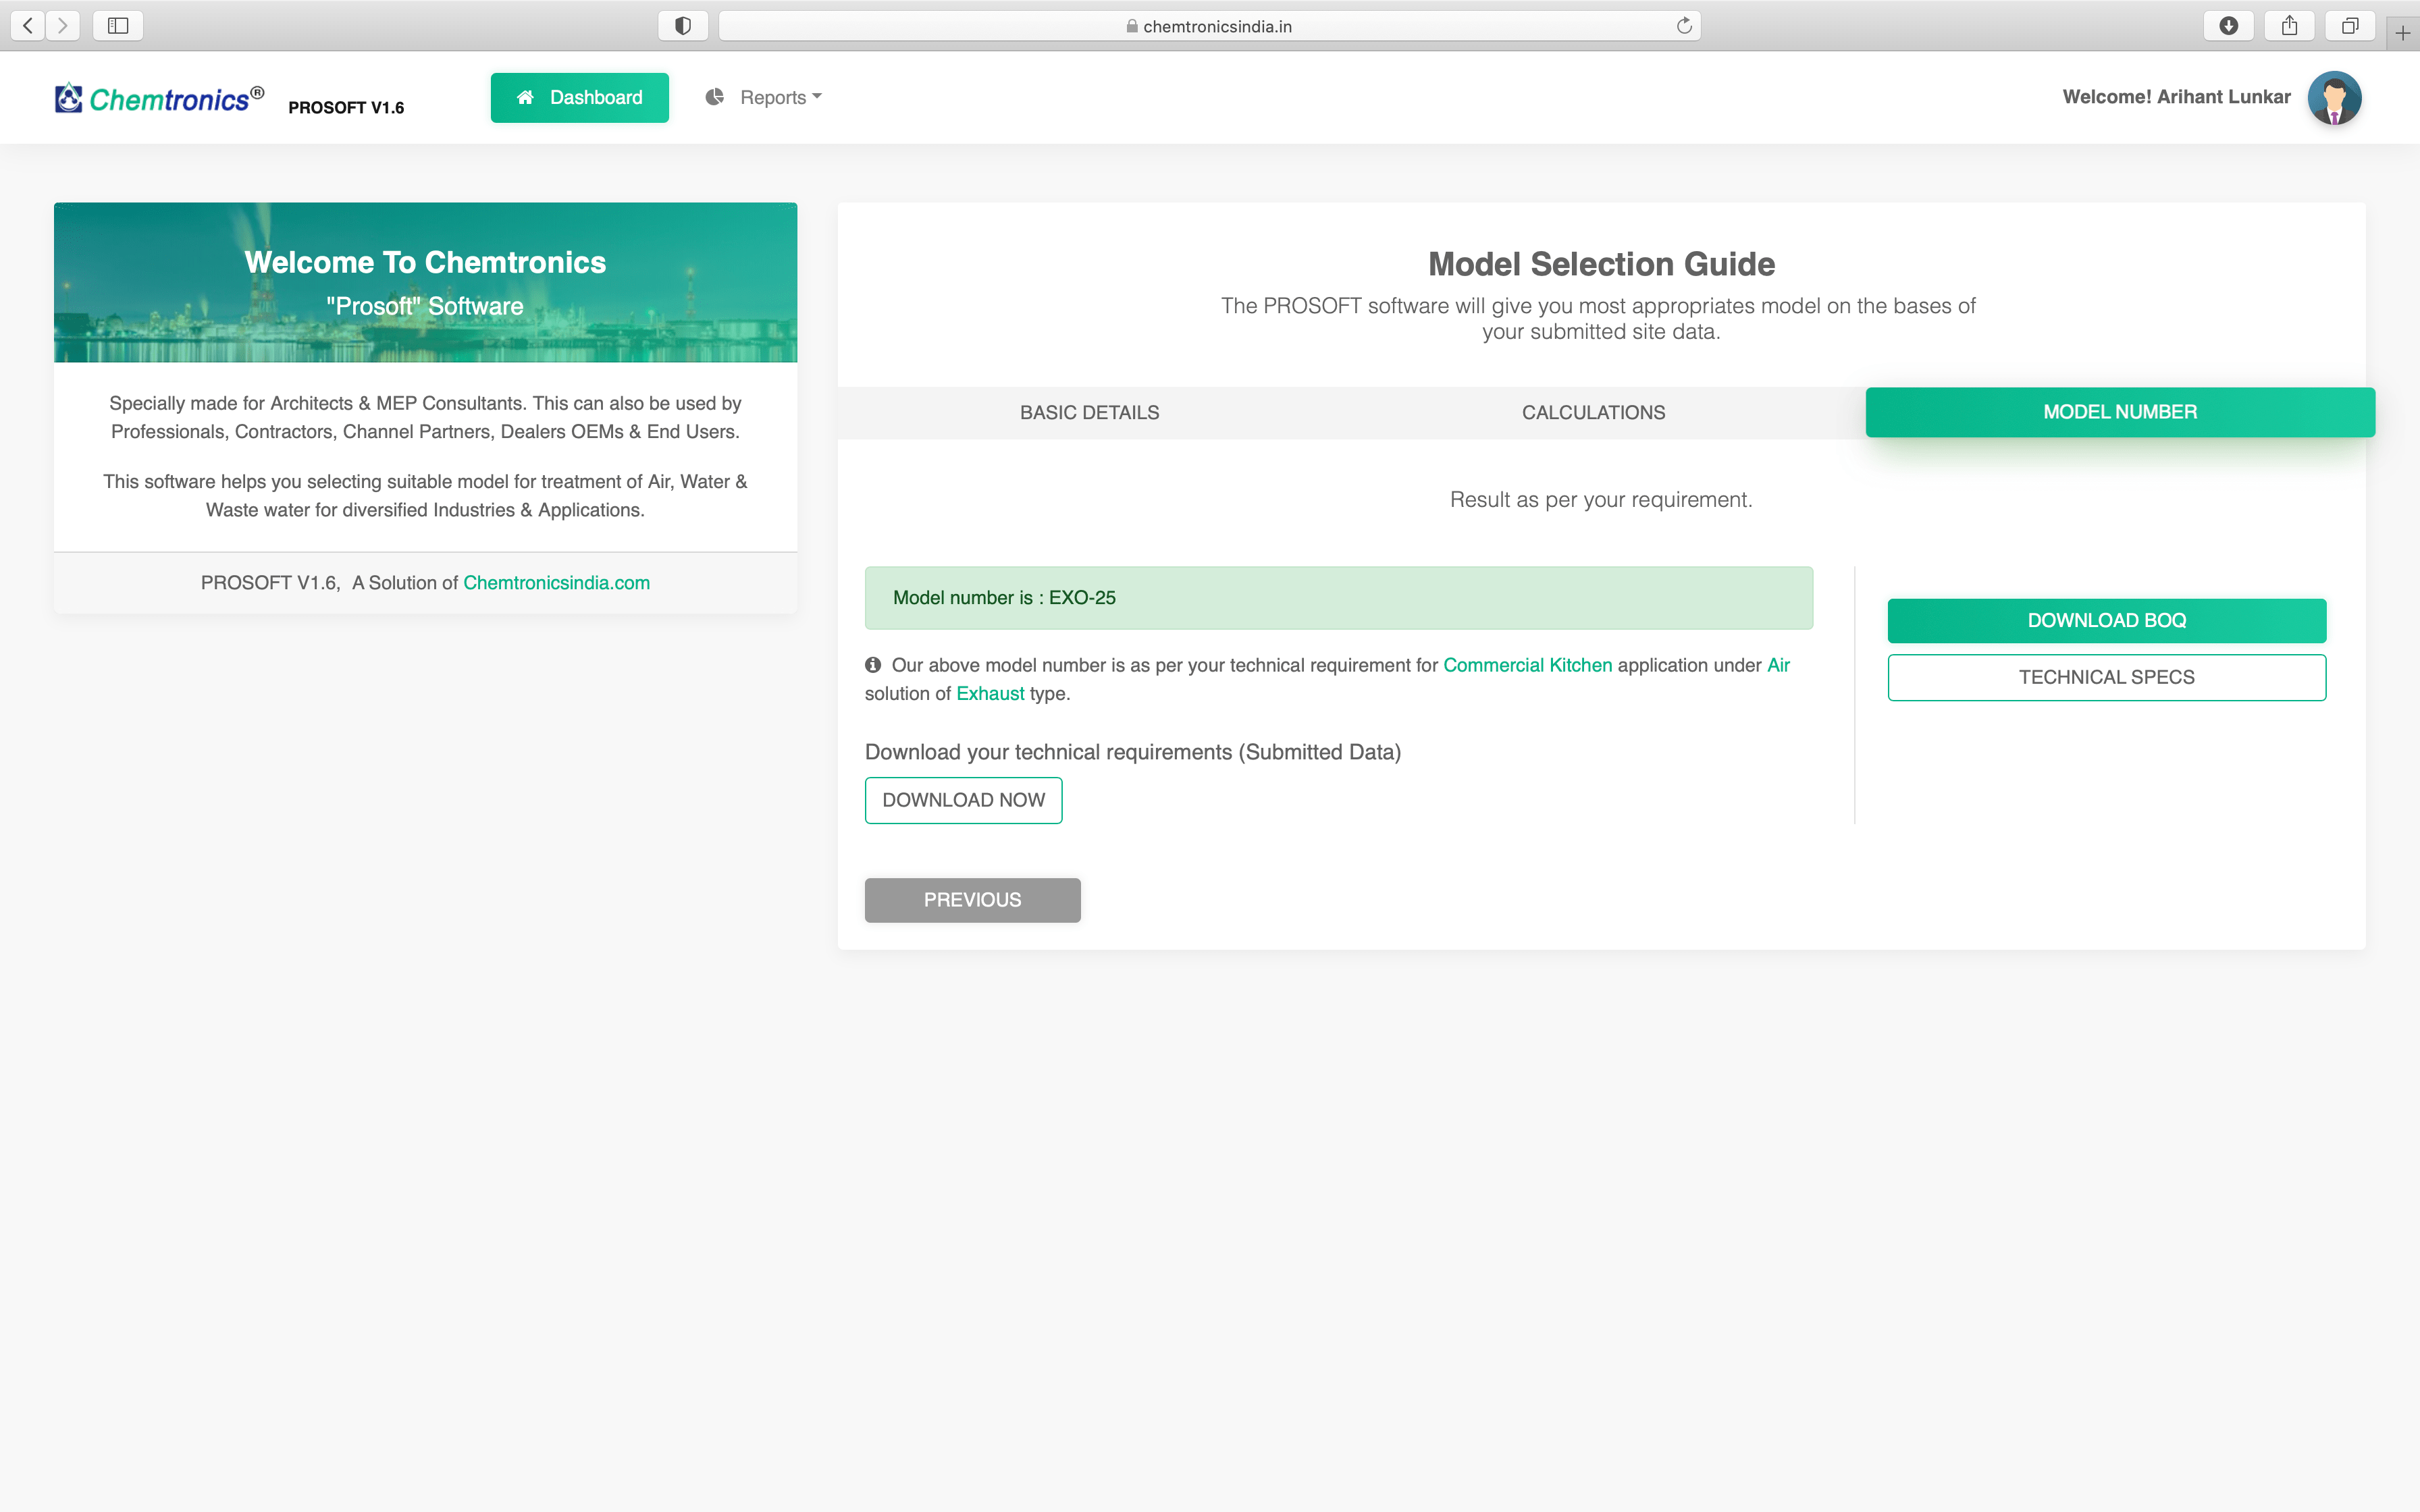 chemtronicsindia.in
Chemtronics® PROSOFT V1.6
Dashboard
Reports
Welcome! Arihant Lunkar
Welcome To Chemtronics
"Prosoft" Software
Specially made for Architects & MEP Consultants. This can also be used by
Professionals, Contractors, Channel Partners, Dealers OEMs & End Users.
This software helps you selecting suitable model for treatment of Air, Water &
Waste water for diversified Industries & Applications.
PROSOFT V1.6, A Solution of Chemtronicsindia.com
Model Selection Guide
The PROSOFT software will give you most appropriates model on the bases of
your submitted site data.
BASIC DETAILS
CALCULATIONS
MODEL NUMBER
Result as per your requirement.
Model number is : EXO-25
Our above model number is as per your technical requirement for Commercial Kitchen application under Air
solution of Exhaust type.
Download your technical requirements (Submitted Data)
DOWNLOAD NOW
DOWNLOAD BOQ
TECHNICAL SPECS
PREVIOUS